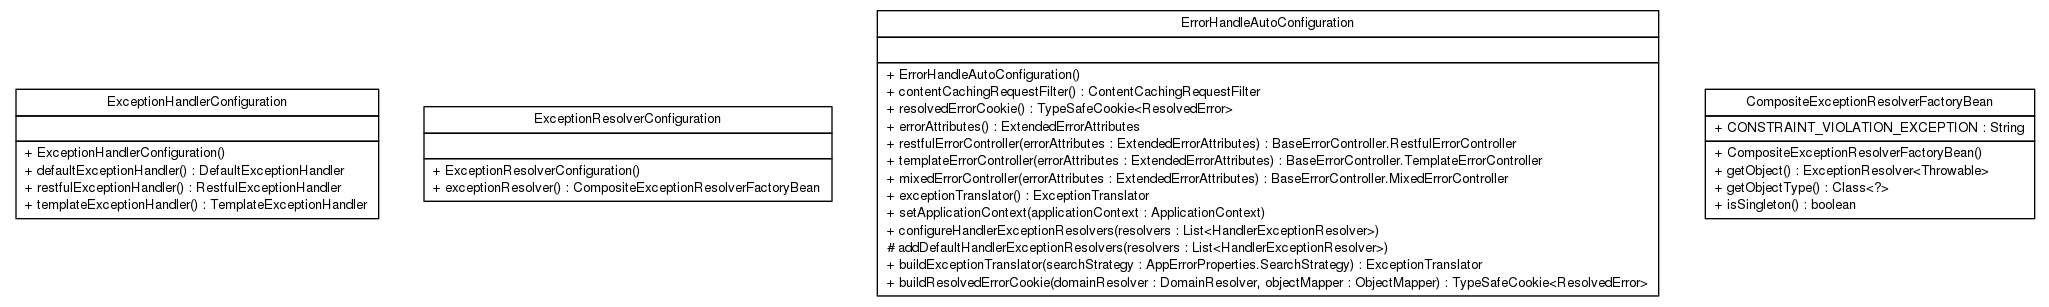 ExceptionHandlerConfiguration
+ ExceptionHandlerConfiguration()
+ defaultExceptionHandler() : DefaultExceptionHandler
+ restfulExceptionHandler() : RestfulExceptionHandler
+ templateExceptionHandler() : TemplateExceptionHandler
ExceptionResolverConfiguration
+ ExceptionResolverConfiguration()
+ exceptionResolver() : CompositeExceptionResolverFactoryBean
ErrorHandleAutoConfiguration
+ ErrorHandleAutoConfiguration()
+ contentCachingRequestFilter() : ContentCachingRequestFilter
+ resolvedErrorCookie() : TypeSafeCookie<ResolvedError>
+ errorAttributes() : ExtendedErrorAttributes
+ restfulErrorController(errorAttributes : ExtendedErrorAttributes) : BaseErrorController.RestfulErrorController
+ templateErrorController(errorAttributes : ExtendedErrorAttributes) : BaseErrorController.TemplateErrorController
+ mixedErrorController(errorAttributes : ExtendedErrorAttributes) : BaseErrorController.MixedErrorController
+ exceptionTranslator() : ExceptionTranslator
+ setApplicationContext(applicationContext : ApplicationContext)
+ configureHandlerExceptionResolvers(resolvers : List<HandlerExceptionResolver>)
# addDefaultHandlerExceptionResolvers(resolvers : List<HandlerExceptionResolver>)
+ buildExceptionTranslator(searchStrategy : AppErrorProperties.SearchStrategy) : ExceptionTranslator
+ buildResolvedErrorCookie(domainResolver : DomainResolver, objectMapper : ObjectMapper) : TypeSafeCookie<ResolvedError>
CompositeExceptionResolverFactoryBean
+ CONSTRAINT_VIOLATION_EXCEPTION : String
+ CompositeExceptionResolverFactoryBean()
+ getObject() : ExceptionResolver<Throwable>
+ getObjectType() : Class<?>
+ isSingleton() : boolean